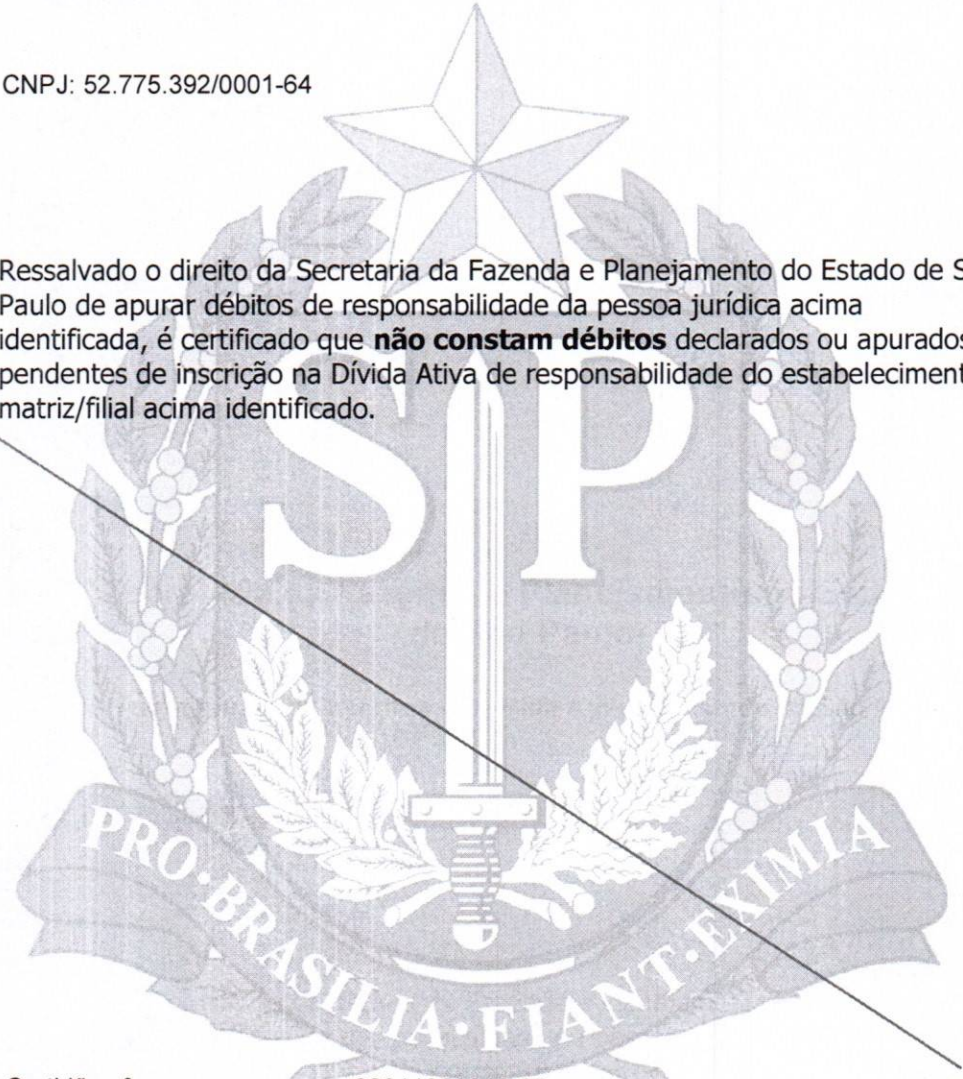 CNPJ: 52.775.392/0001-64
Ressalvado o direito da Secretaria da Fazenda e Planejamento do Estado de S
Paulo de apurar débitos de responsabilidade da pessoa jurídica acima
identificada, é certificado que não constam débitos declarados ou apurados
pendentes de inscrição na Dívida Ativa de responsabilidade do estabeleciment
matriz/filial acima identificado.
SP
PRO·BRASILIA·FIANT·EXIMIA